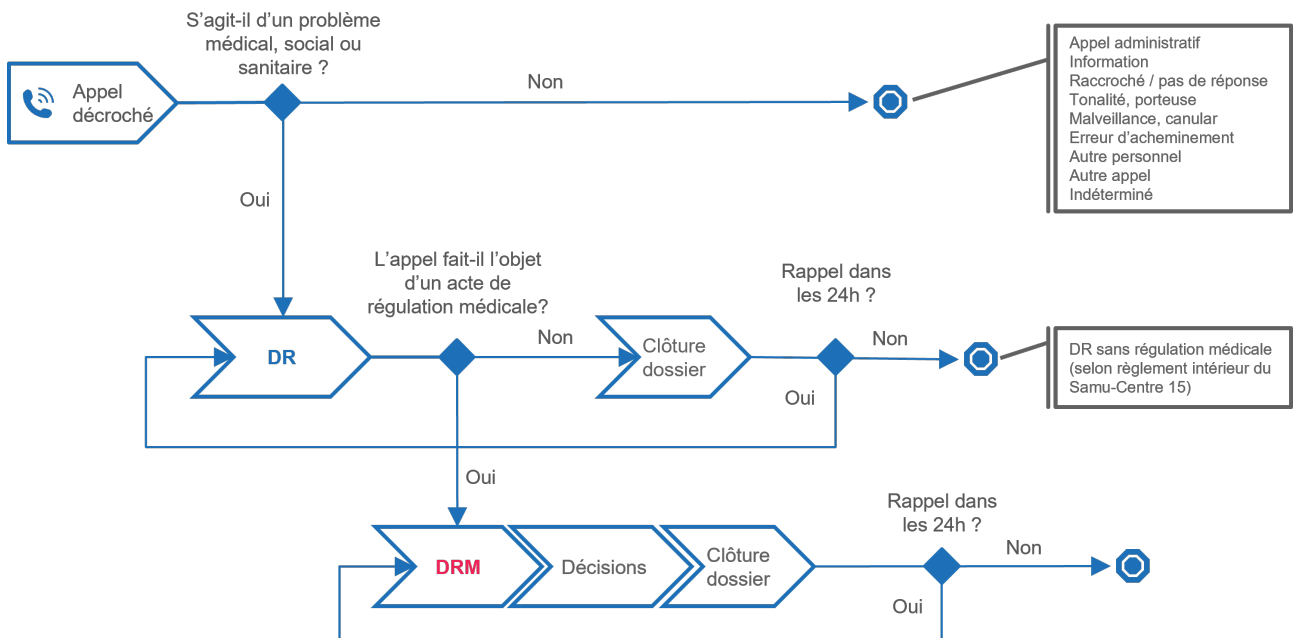 S’agit-il d’un problème
médical, social ou
sanitaire ?
Appel
décroché
Non
Appel administratif
Information
Raccroché / pas de réponse
Tonalité, porteuse
Malveillance, canular
Erreur d’acheminement
Autre personnel
Autre appel
Indéterminé
Oui
L’appel fait-il l’objet
d’un acte de
régulation médicale?
Rappel dans
les 24h ?
DR
Non
Clôture
dossier
Non
Oui
DR sans régulation médicale
(selon règlement intérieur du
Samu-Centre 15)
Oui
Rappel dans
les 24h ?
DRM
Décisions
Clôture
dossier
Non
Oui